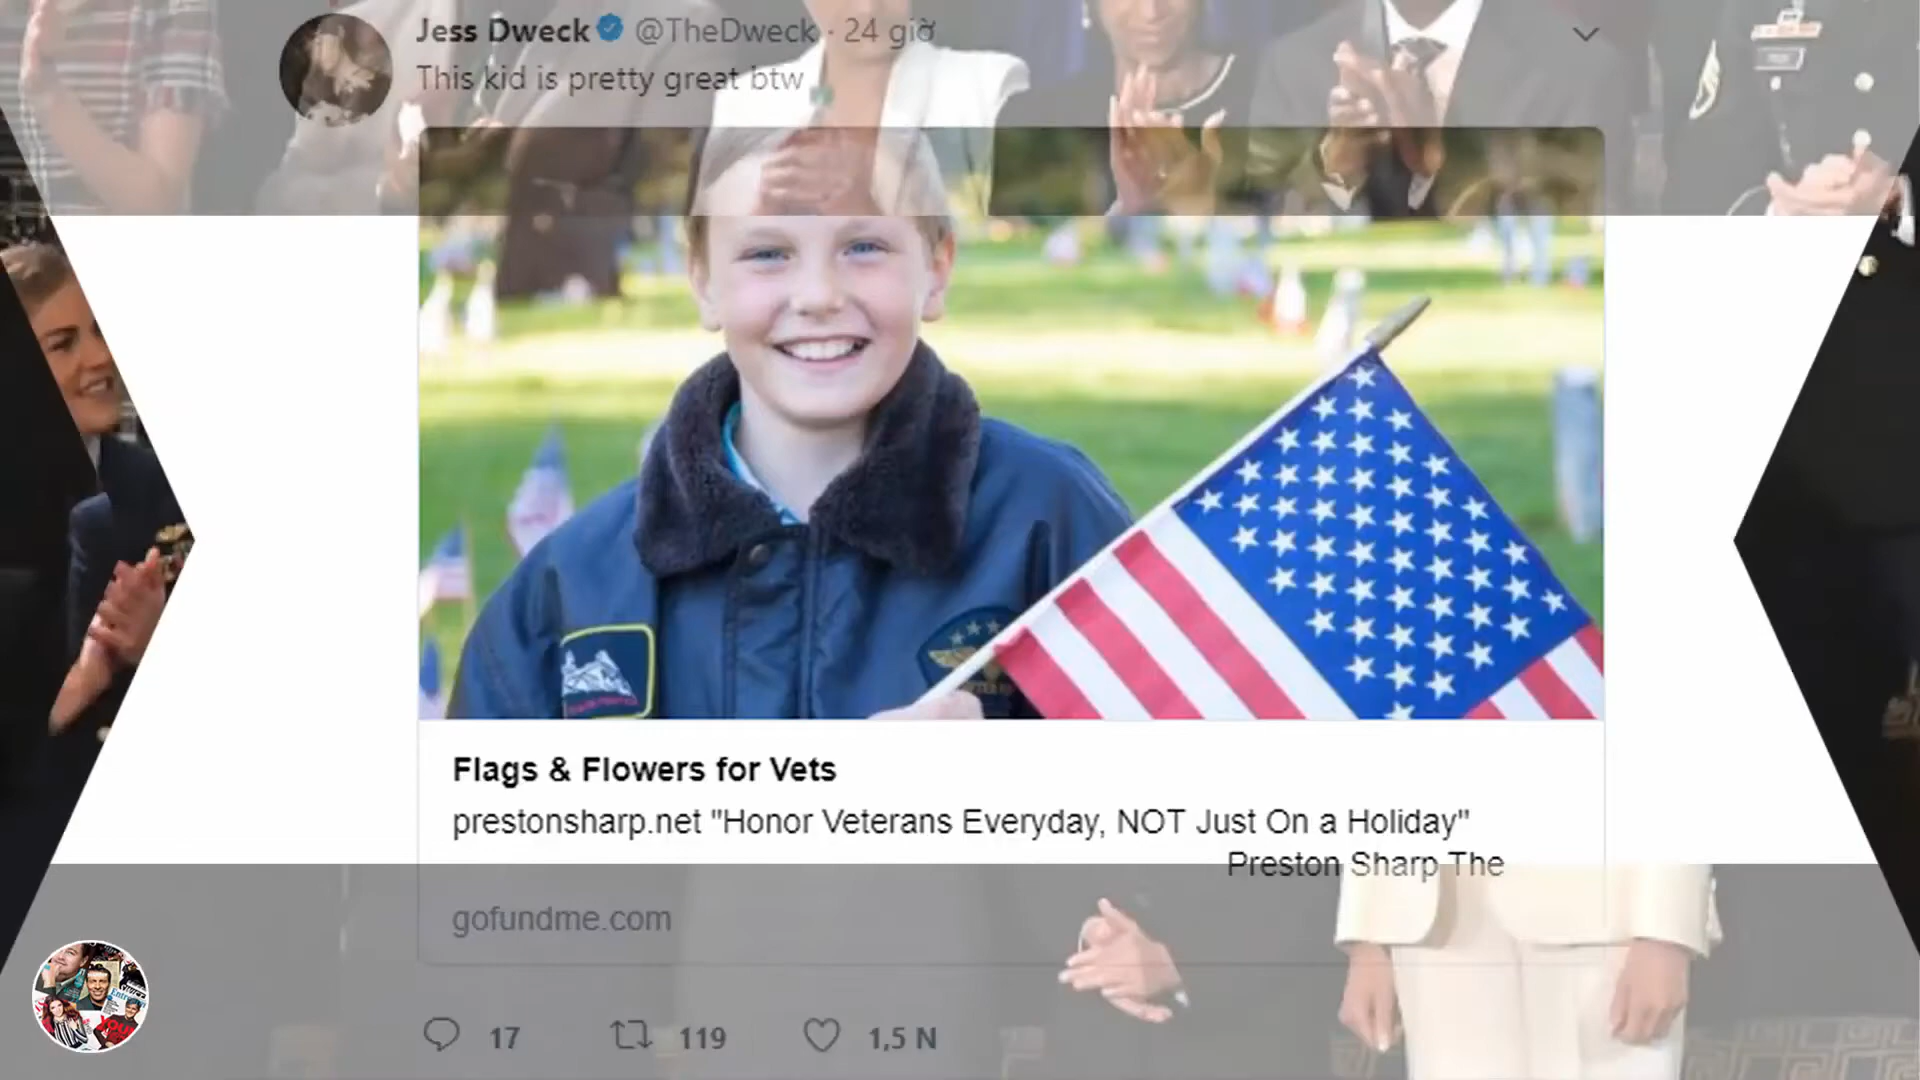 Jess Dweck @TheDweck · 24 giờ
This kid is pretty great btw
Flags & Flowers for Vets
prestonsharp.net "Honor Veterans Everyday, NOT Just On a Holiday"
Preston Sharp The
gofundme.com
17 119 1,5 N